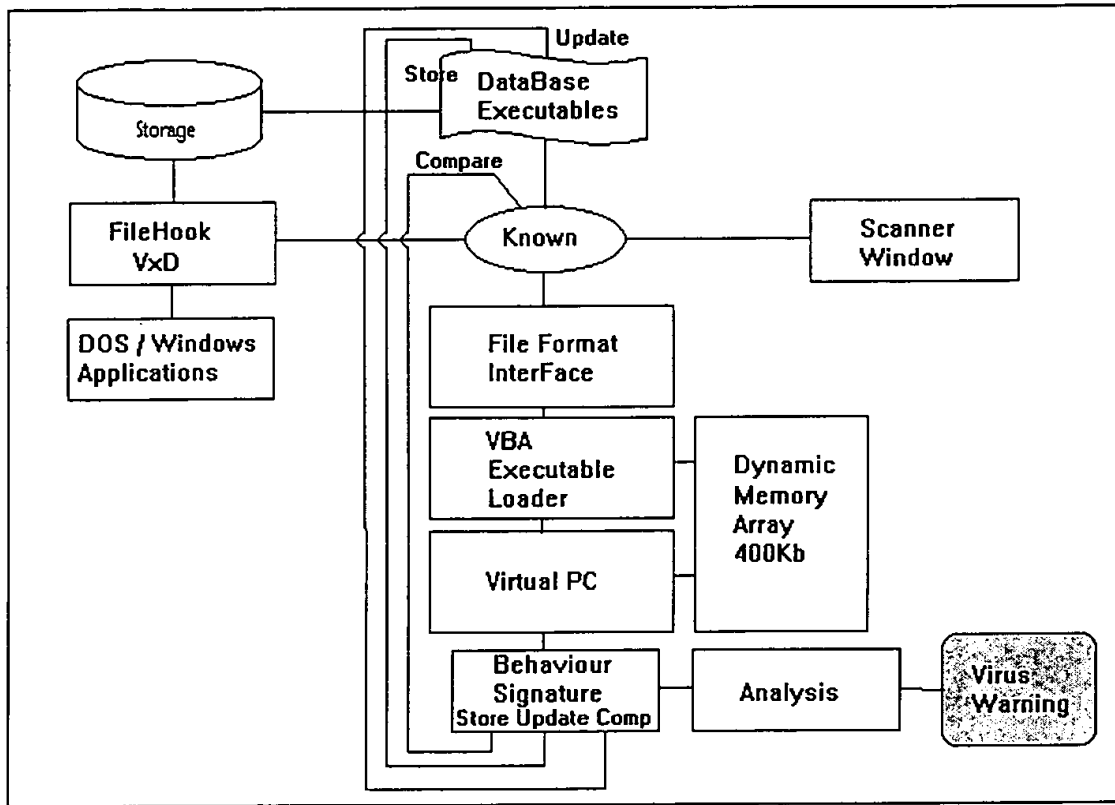 Update
Store
DataBase
Executables
Storage
Compare
FileHook
VxD
Known
Scanner
Window
DOS / Windows
Applications
File Format
InterFace
VBA
Executable
Loader
Dynamic
Memory
Array
400Kb
Virtual PC
Behaviour
Signature
Store Update Comp
Analysis
Virus
Warning